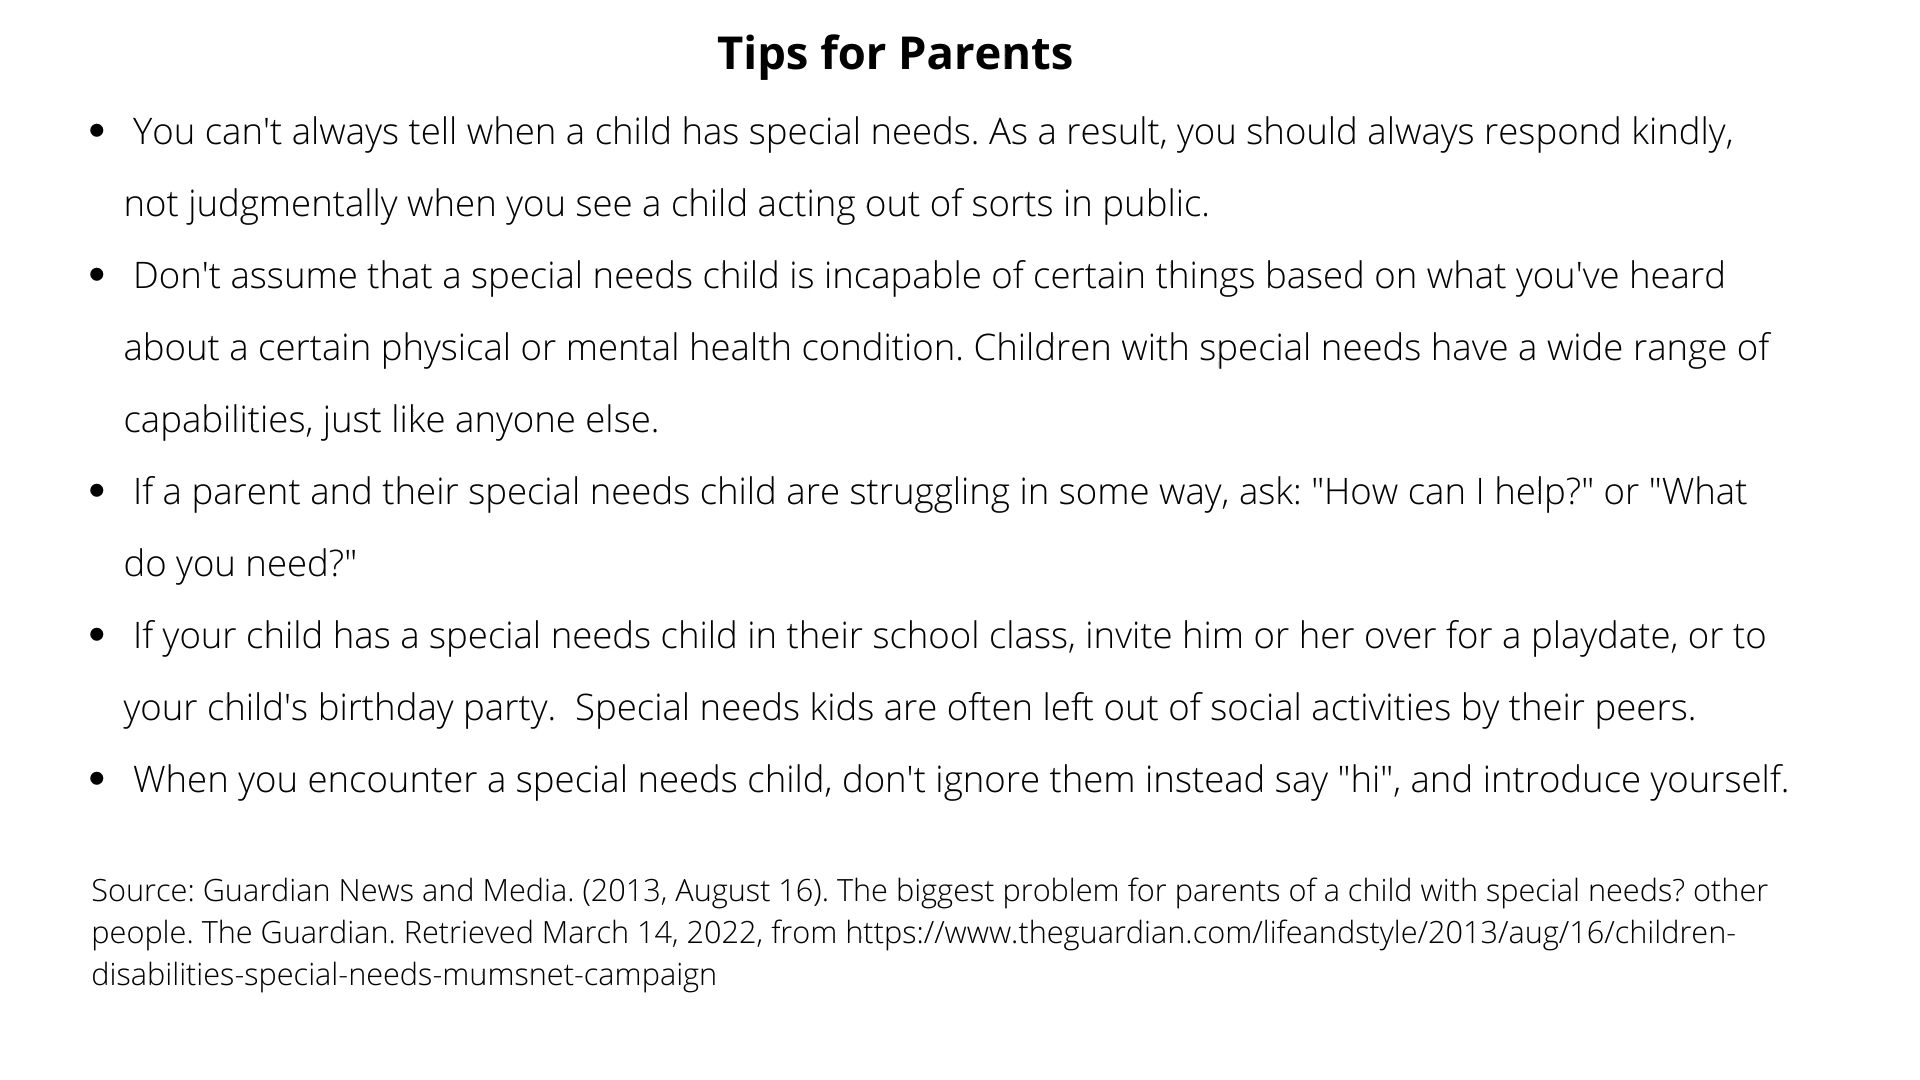 Tips for Parents
• You can't always tell when a child has special needs. As a result, you should always respond kindly,
not judgmentally when you see a child acting out of sorts in public.
• Don't assume that a special needs child is incapable of certain things based on what you've heard
about a certain physical or mental health condition. Children with special needs have a wide range of
capabilities, just like anyone else.
• If a parent and their special needs child are struggling in some way, ask: "How can I help?" or "What
do you need?"
• If your child has a special needs child in their school class, invite him or her over for a playdate, or to
your child's birthday party.  Special needs kids are often left out of social activities by their peers.
• When you encounter a special needs child, don't ignore them instead say "hi", and introduce yourself.
Source: Guardian News and Media. (2013, August 16). The biggest problem for parents of a child with special needs? other
people. The Guardian. Retrieved March 14, 2022, from https://www.theguardian.com/lifeandstyle/2013/aug/16/children-
disabilities-special-needs-mumsnet-campaign